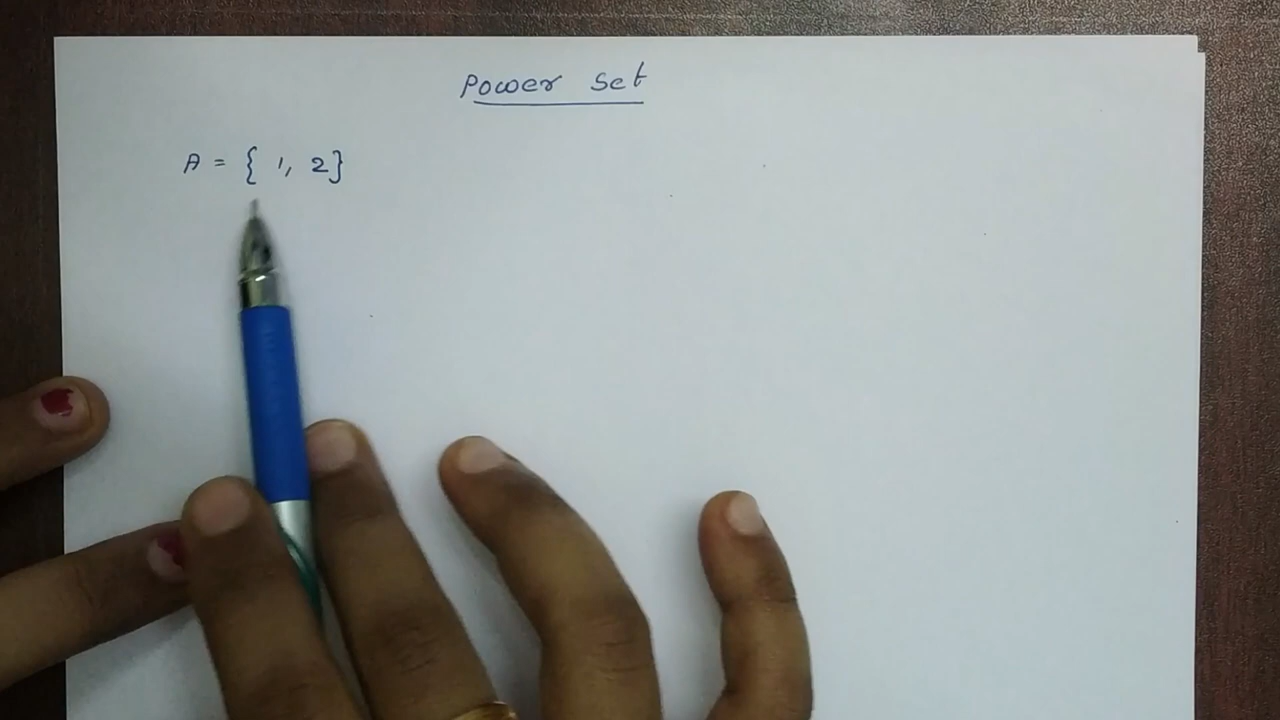 Power Set
A = { 1, 2}